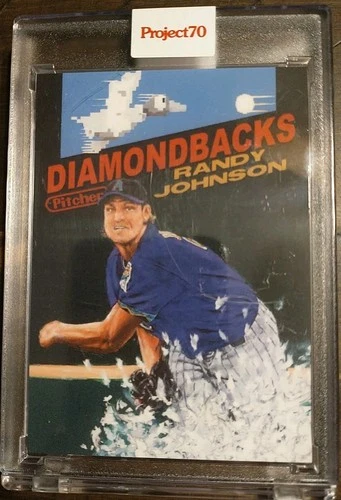 Project70
DIAMONDBACKS
RANDY
JOHNSON
Pitcher
A